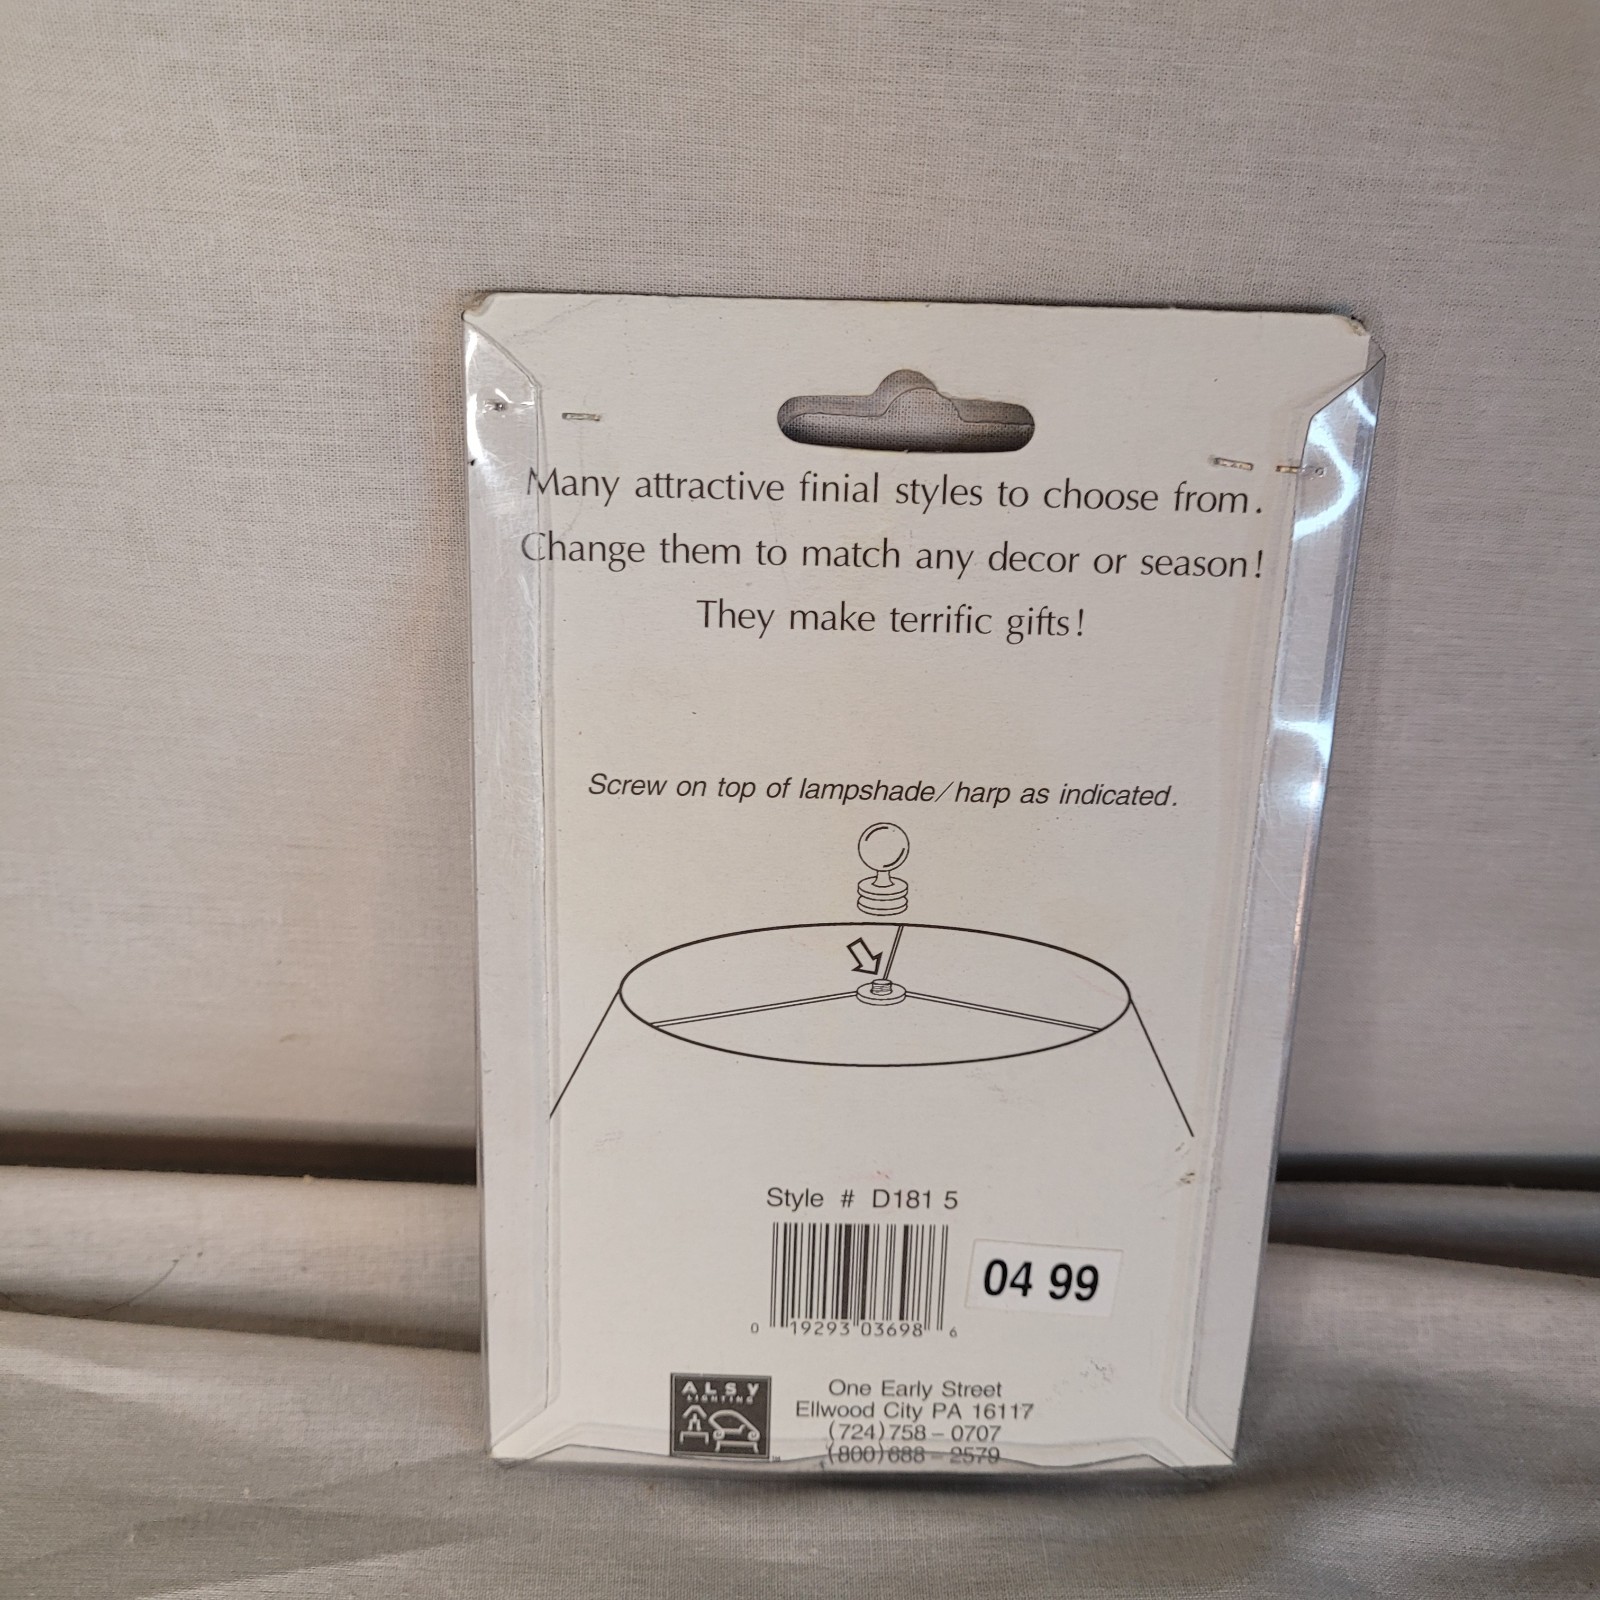 Many attractive finial styles to choose from.
Change them to match any decor or season!
They make terrific gifts!
Screw on top of lampshade/harp as indicated.
Style # D181 5
04 99
0 19293 03698 6
ALSY
LIGHTING
One Early Street
Ellwood City PA 16117
(724)758-0707
(800)688-2579